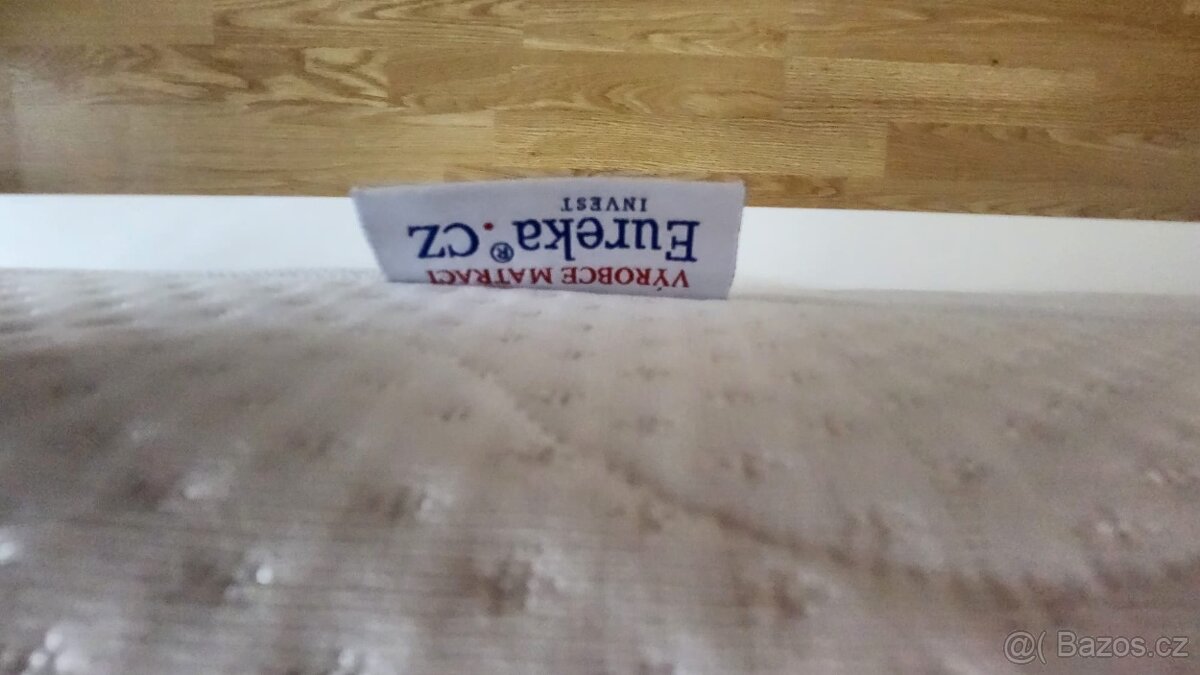 VÝROBCE MATRACÍ
Eureka®.CZ
INVEST
@( Bazos.cz